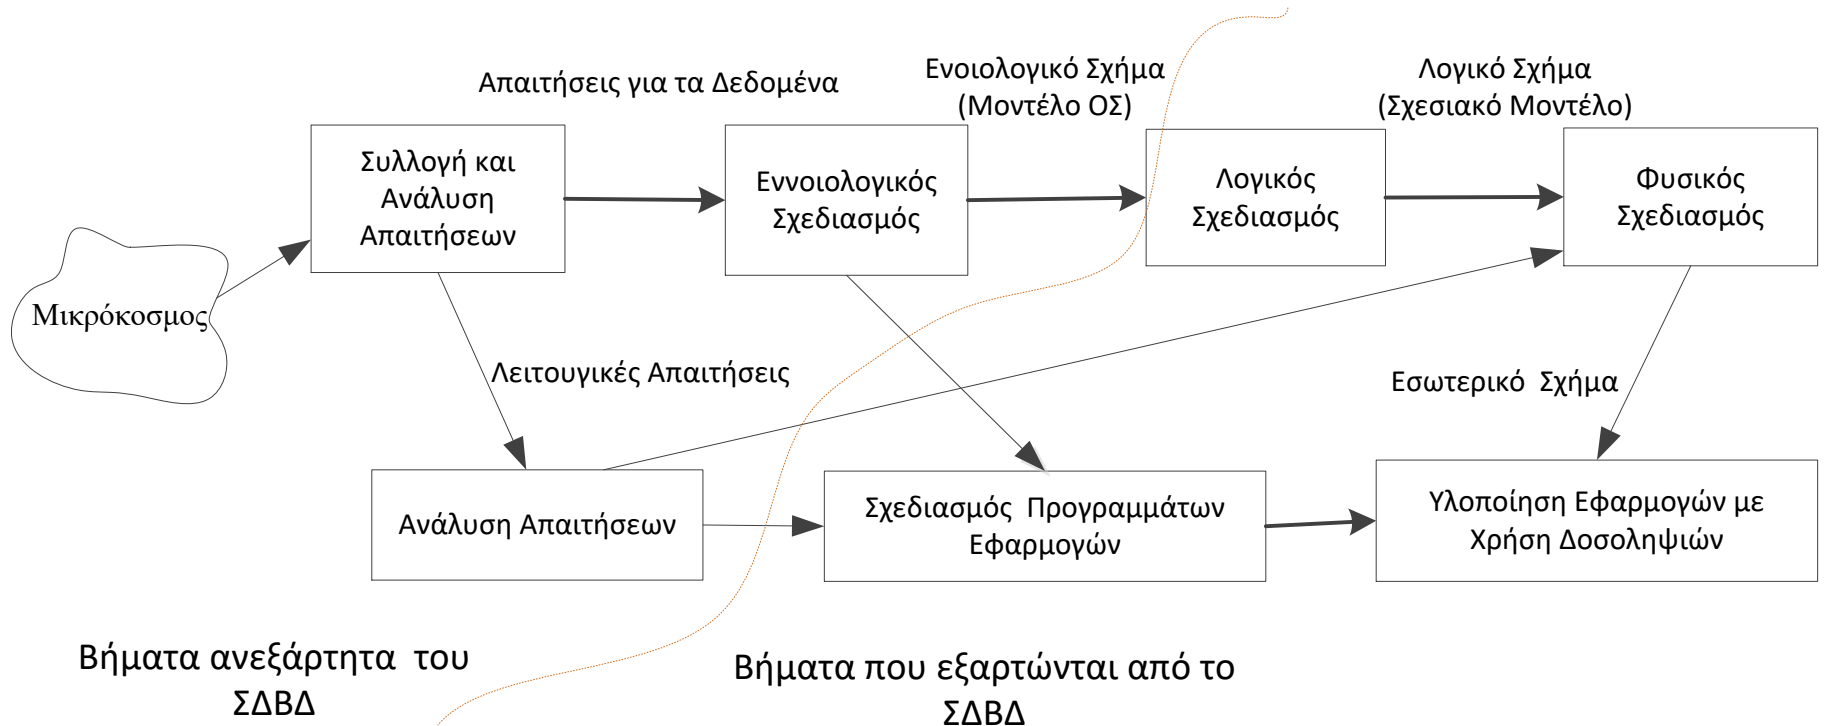 Απαιτήσεις για τα Δεδομένα
Ενοιολογικό Σχήμα
(Μοντέλο ΟΣ)
Λογικό Σχήμα
(Σχεσιακό Μοντέλο)
Συλλογή και
Ανάλυση
Απαιτήσεων
Εννοιολογικός
Σχεδιασμός
Λογικός
Σχεδιασμός
Φυσικός
Σχεδιασμός
Μικρόκοσμος
Λειτουγικές Απαιτήσεις
Εσωτερικό Σχήμα
Ανάλυση Απαιτήσεων
Σχεδιασμός Προγραμμάτων
Εφαρμογών
Υλοποίηση Εφαρμογών με
Χρήση Δοσοληψιών
Βήματα ανεξάρτητα του
ΣΔΒΔ
Βήματα που εξαρτώνται από το
ΣΔΒΔ